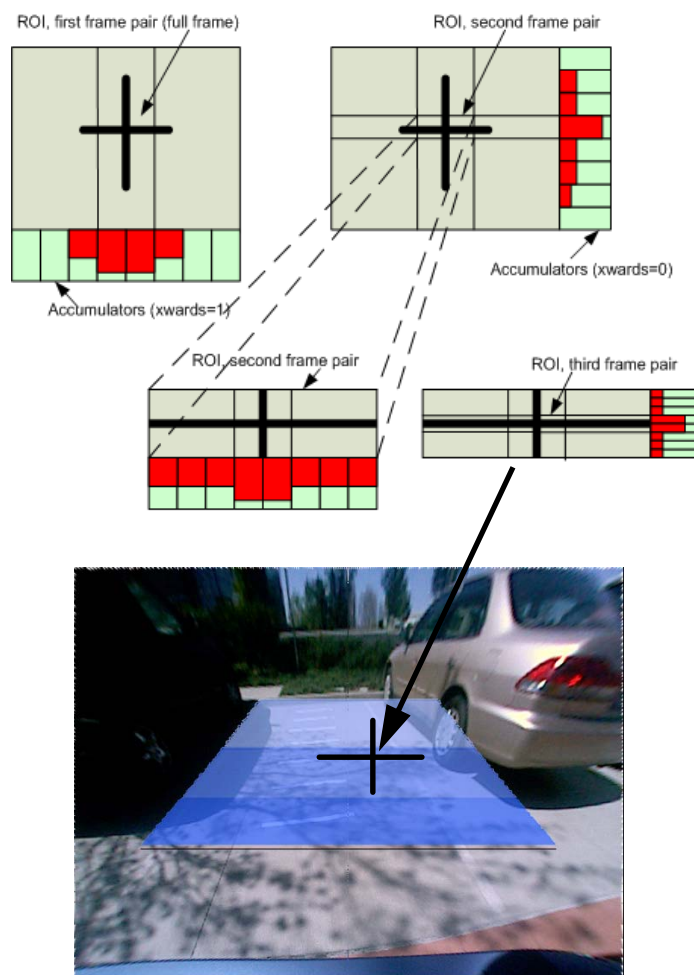 ROI, first frame pair (full frame)
ROI, second frame pair
Accumulators (xwards=1)
Accumulators (xwards=0)
ROI, second frame pair
ROI, third frame pair